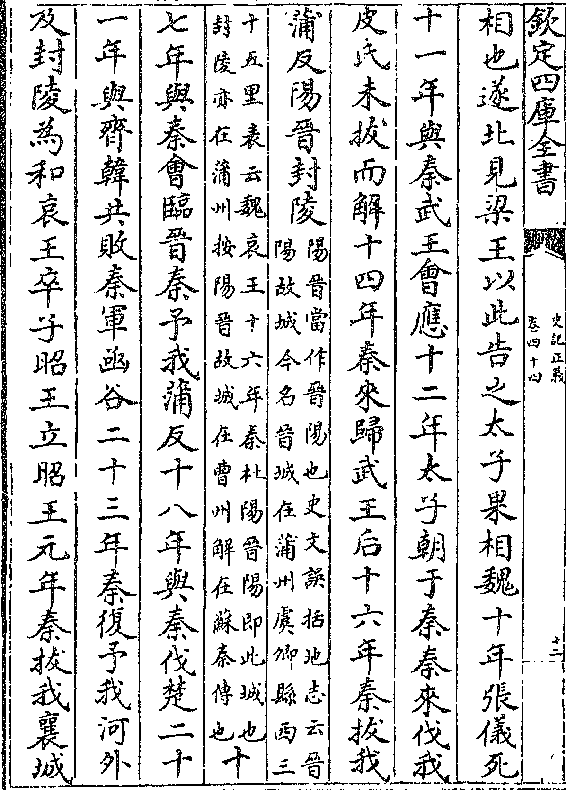 欽定四庫全書
史記正義
卷四十四
十二
相也遂北見梁王以此告之太子果相魏十年張儀死
十一年與秦武王會應十二年太子朝于秦秦來伐我
皮氏未拔而解十四年秦來歸武王后十六年秦拔我
蒲反陽晉封陵
陽晉當作晉陽也史文誤括地志云晉
陽故城今名晉城在蒲州虞鄉縣西三
十五里表云魏哀王十六年秦杜陽晉陽即此城也
封陵亦在蒲州按陽晉故城在曹州解在蘇秦傳也
十
七年與秦會臨晉秦予我蒲反十八年與秦伐楚二十
一年與齊韓共敗秦軍函谷二十三年秦復予我河外
及封陵為和哀王卒子昭王立昭王元年秦拔我襄城